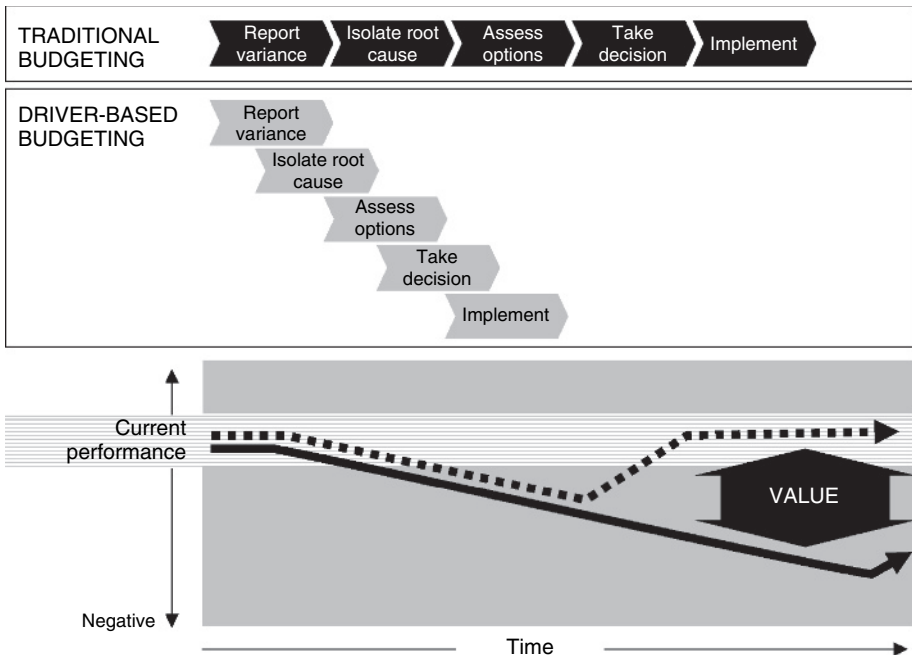 TRADITIONAL
BUDGETING
Report
variance
Isolate root
cause
Assess
options
Take
decision
Implement
DRIVER-BASED
BUDGETING
Report
variance
Isolate root
cause
Assess
options
Take
decision
Implement
Current
performance
VALUE
Negative
Time